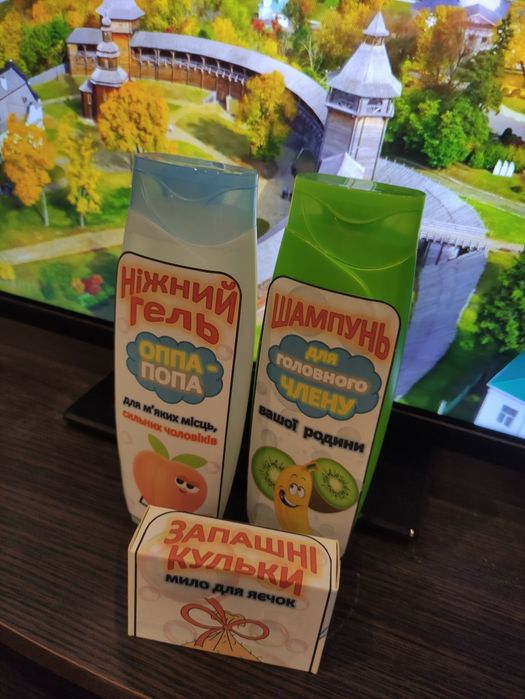 Ніжний
гель
ОППА -
ПОПА
для м'яких місць,
сильних чоловіків
ШАМПУНЬ
для
головного
члену
вашої родини
ЗАПАШНІ
КУЛЬКИ
мило для яєчок